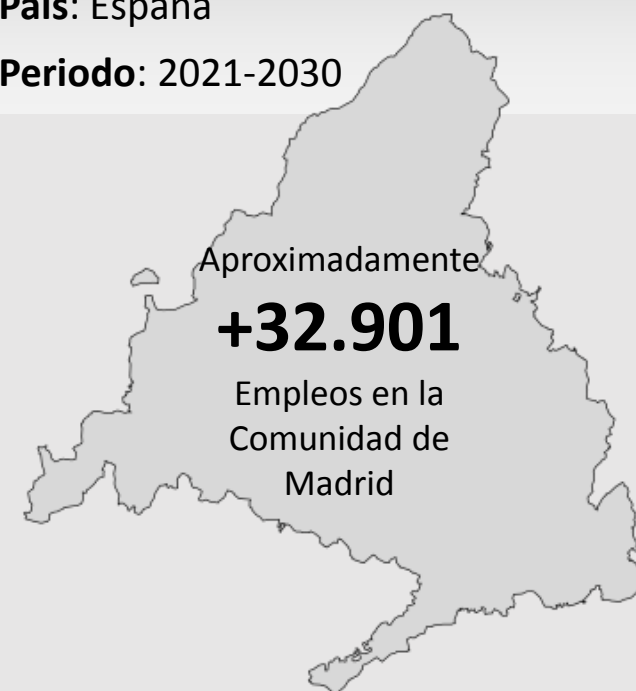 País: España
Periodo: 2021-2030
Aproximadamente
+32.901
Empleos en la
Comunidad de
Madrid